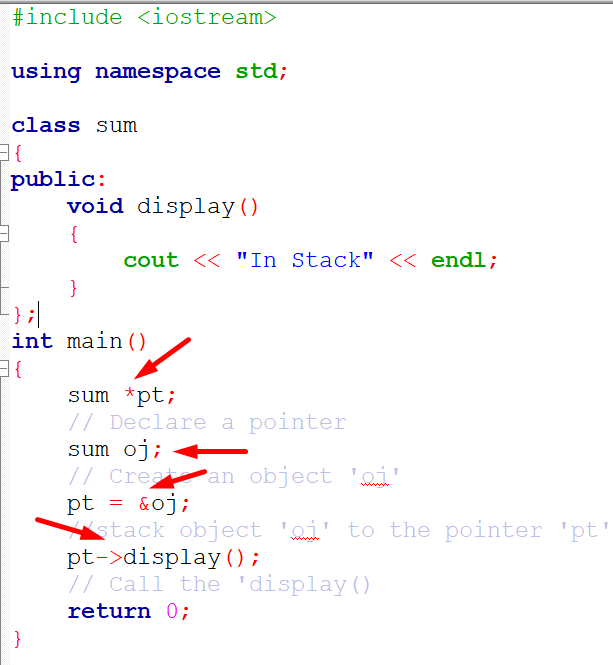 #include <iostream>
using namespace std;
class sum
{
public:
void display()
{
cout << "In Stack" << endl;
}
};
int main()
{
sum *pt;
// Declare a pointer
sum oj;
// Create an object 'oj'
pt = &oj;
//stack object 'oj' to the pointer 'pt'
pt->display();
// Call the 'display()
return 0;
}